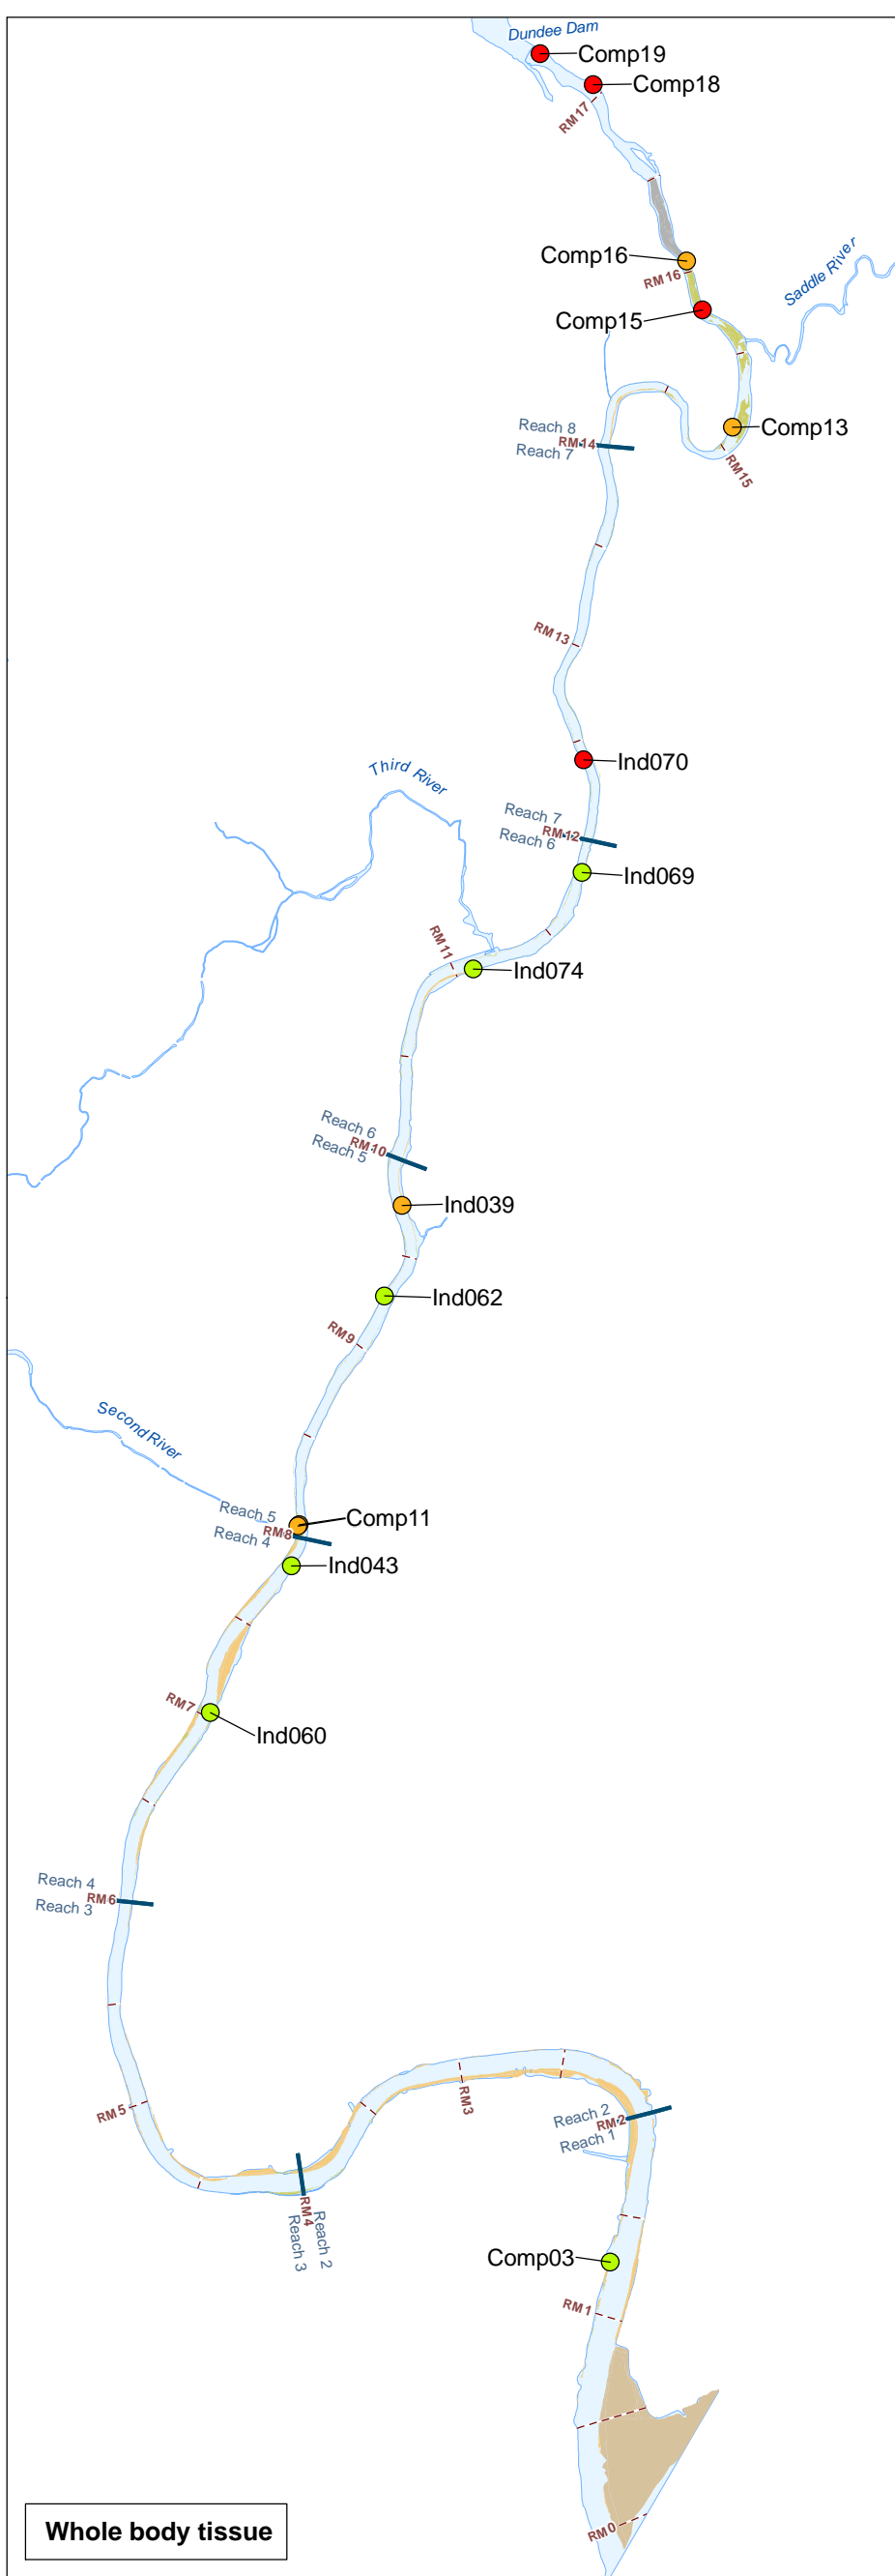 Dundee Dam
Comp19
Comp18
RM17
Comp16
Saddle River
RM16
Comp15
Reach 8
Comp13
RM14
Reach 7
RM15
RM13
Ind070
Third River
Reach 7
RM12
Reach 6
Ind069
RM11
Ind074
Reach 6
RM10
Reach 5
Ind039
Ind062
RM9
Second River
Reach 5
Comp11
RM8
Reach 4
Ind043
RM7
Ind060
Reach 4
RM6
Reach 3
RM3
RM5
Reach 2
RM2
Reach 1
RM4
Reach 2
Reach 3
Comp03
RM1
RM0
Whole body tissue